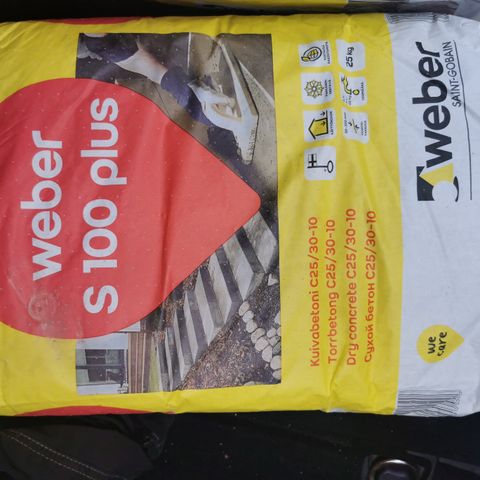 weber
SAINT-GOBAIN
weber
S 100 plus
25 kg
Kuivabetoni C25/30-10
Torrbetong C25/30-10
Dry concrete C25/30-10
Сухой бетон C25/30-10
we
care